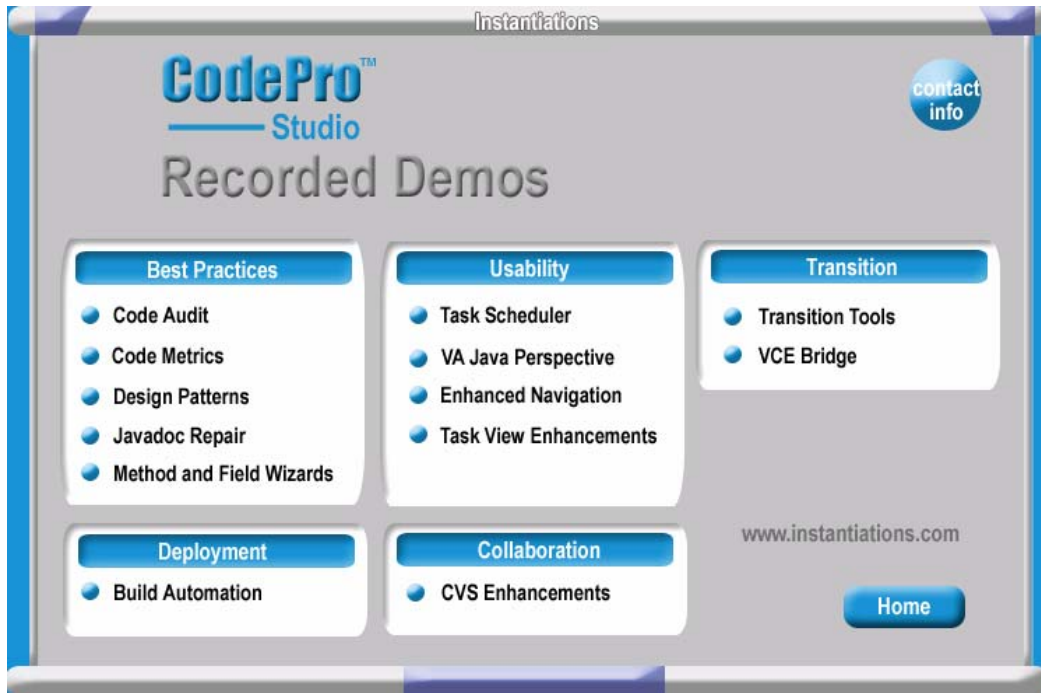 Instantiations
CodePro™
Studio
Recorded Demos
contact
info
Best Practices
Code Audit
Code Metrics
Design Patterns
Javadoc Repair
Method and Field Wizards
Usability
Task Scheduler
VA Java Perspective
Enhanced Navigation
Task View Enhancements
Transition
Transition Tools
VCE Bridge
Deployment
Build Automation
Collaboration
CVS Enhancements
www.instantiations.com
Home